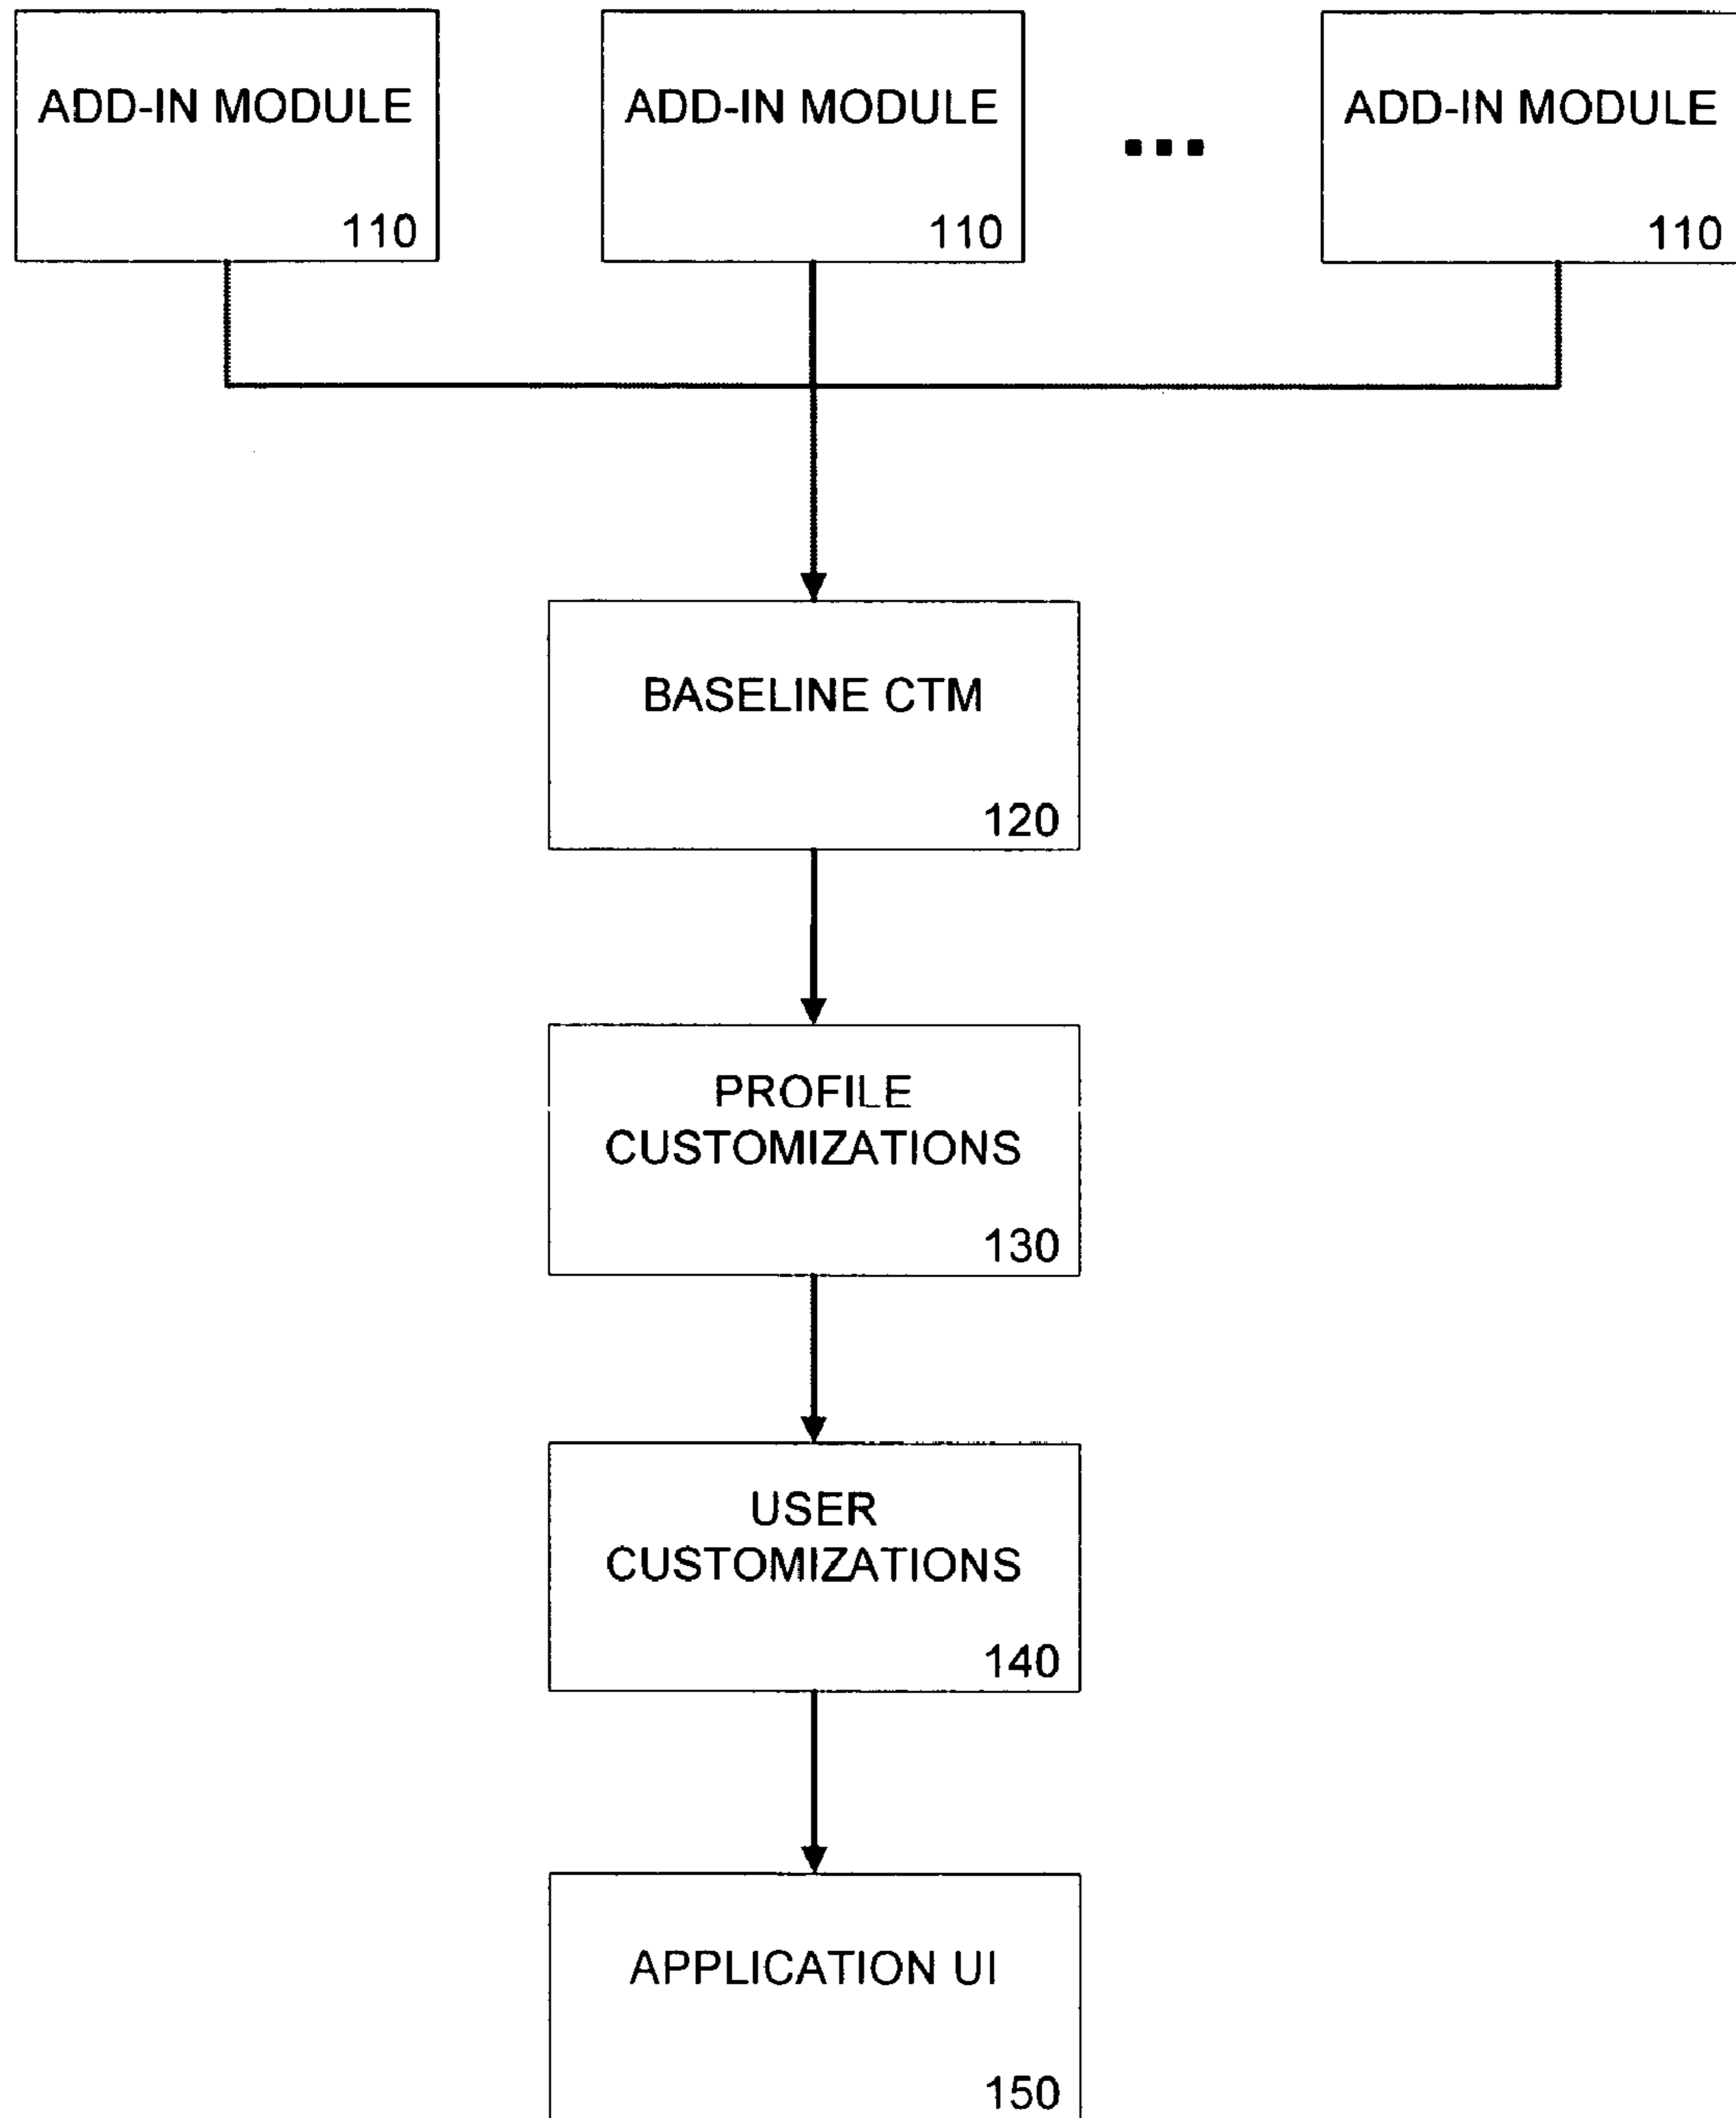 ADD-IN MODULE
110
ADD-IN MODULE
110
...
ADD-IN MODULE
110
BASELINE CTM
120
PROFILE
CUSTOMIZATIONS
130
USER
CUSTOMIZATIONS
140
APPLICATION UI
150